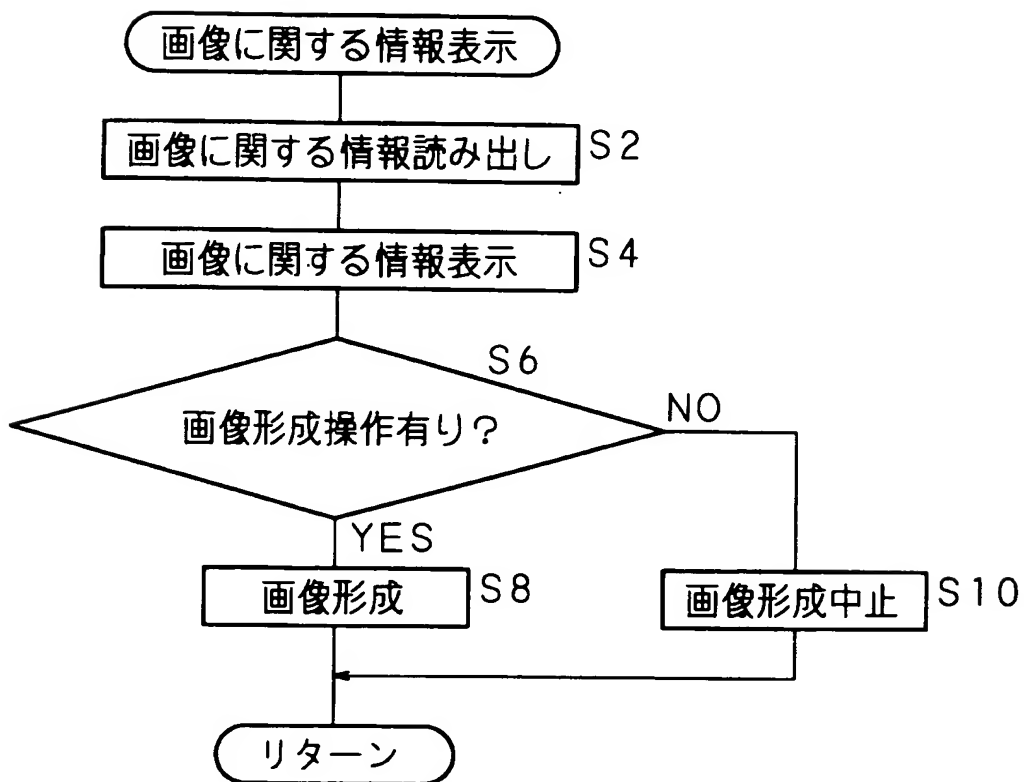 画像に関する情報表示
画像に関する情報読み出し S2
画像に関する情報表示 S4
S6
画像形成操作有り?
NO
YES
画像形成 S8
画像形成中止 S10
リターン